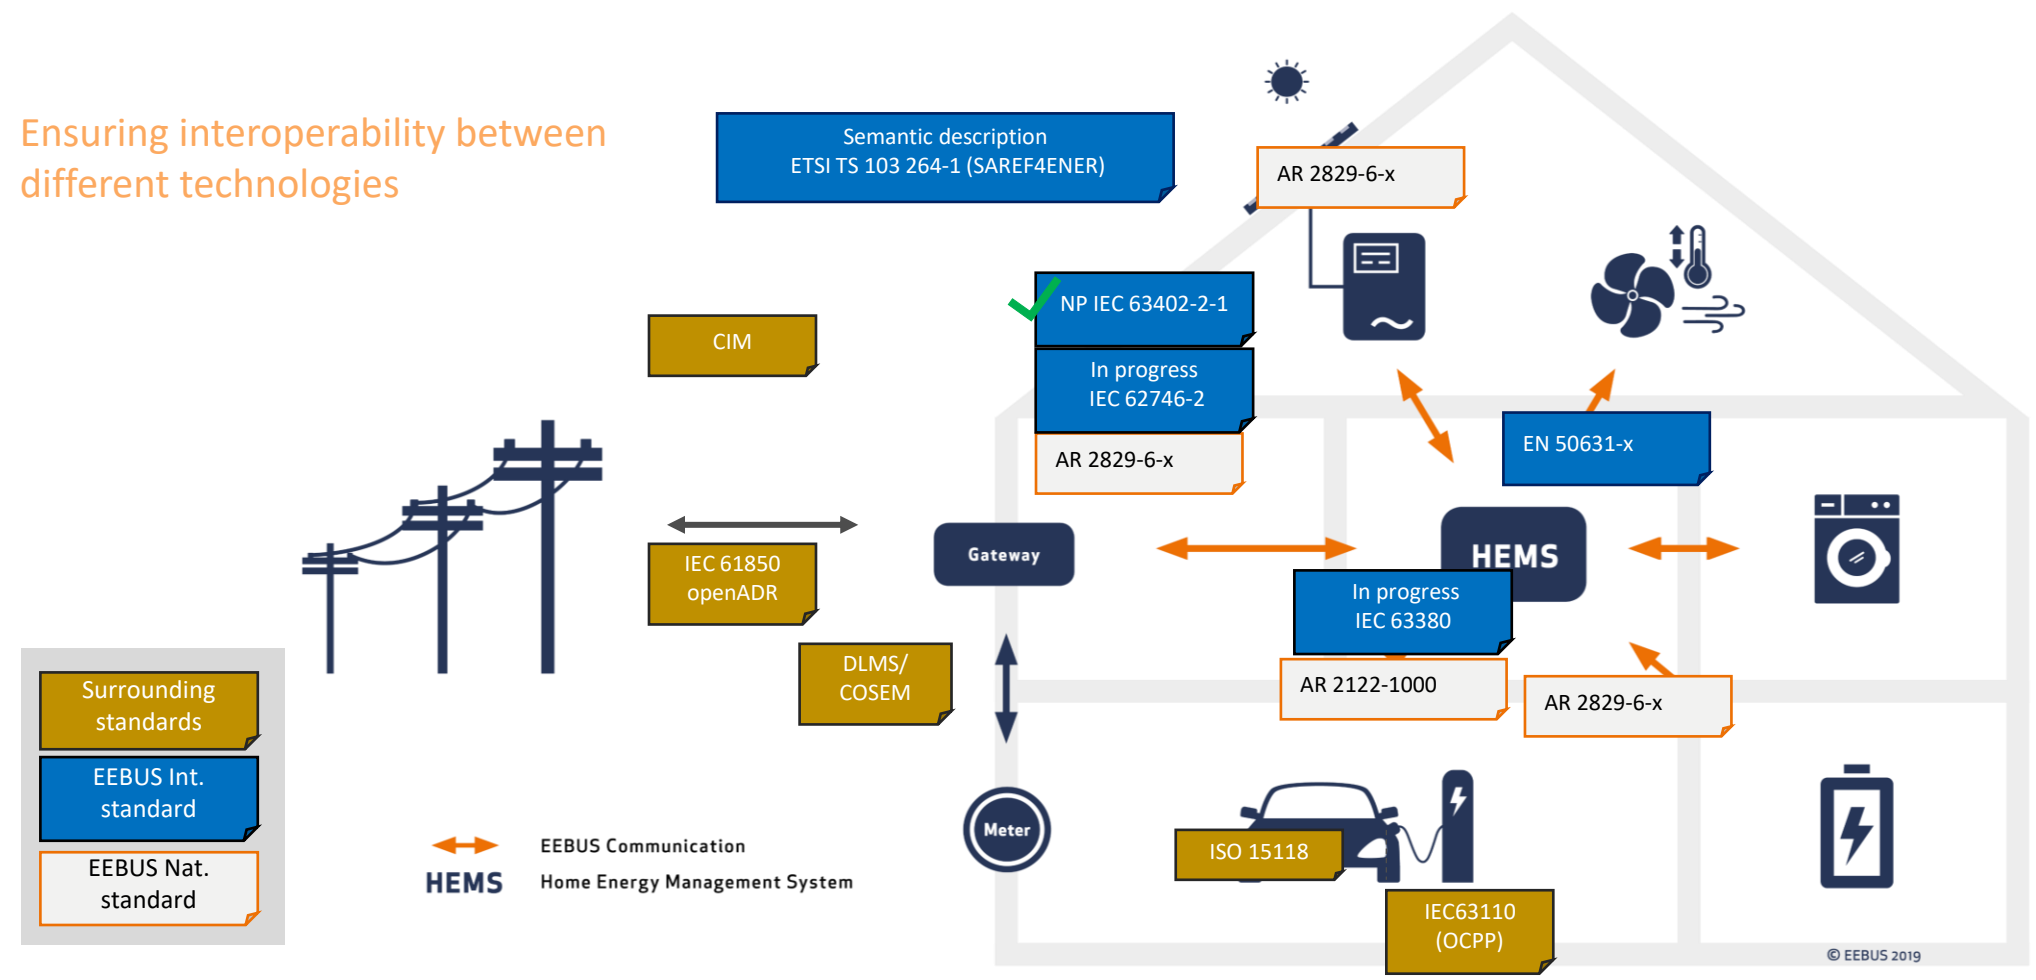 Ensuring interoperability between
different technologies
Semantic description
ETSI TS 103 264-1 (SAREF4ENER)
AR 2829-6-x
NP IEC 63402-2-1
CIM
In progress
IEC 62746-2
AR 2829-6-x
EN 50631-x
Gateway
HEMS
IEC 61850
openADR
In progress
IEC 63380
DLMS/
COSEM
AR 2122-1000
AR 2829-6-x
Surrounding
standards
EEBUS Int.
standard
EEBUS Nat.
standard
Meter
EEBUS Communication
HEMS Home Energy Management System
ISO 15118
IEC63110
(OCPP)
© EEBUS 2019